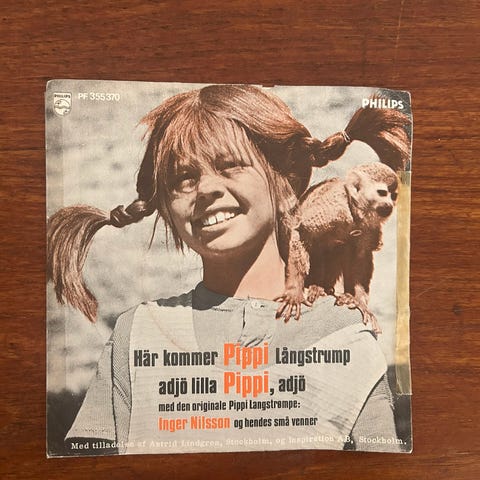 PHILIPS
PF 355 370
PHILIPS
Här kommer Pippi Långstrump
adjö lilla Pippi, adjö
med den originale Pippi Langstrømpe:
Inger Nilsson og hendes små venner
Med tilladelse af Astrid Lindgren, Stockholm, og Inspiration AB, Stockholm.